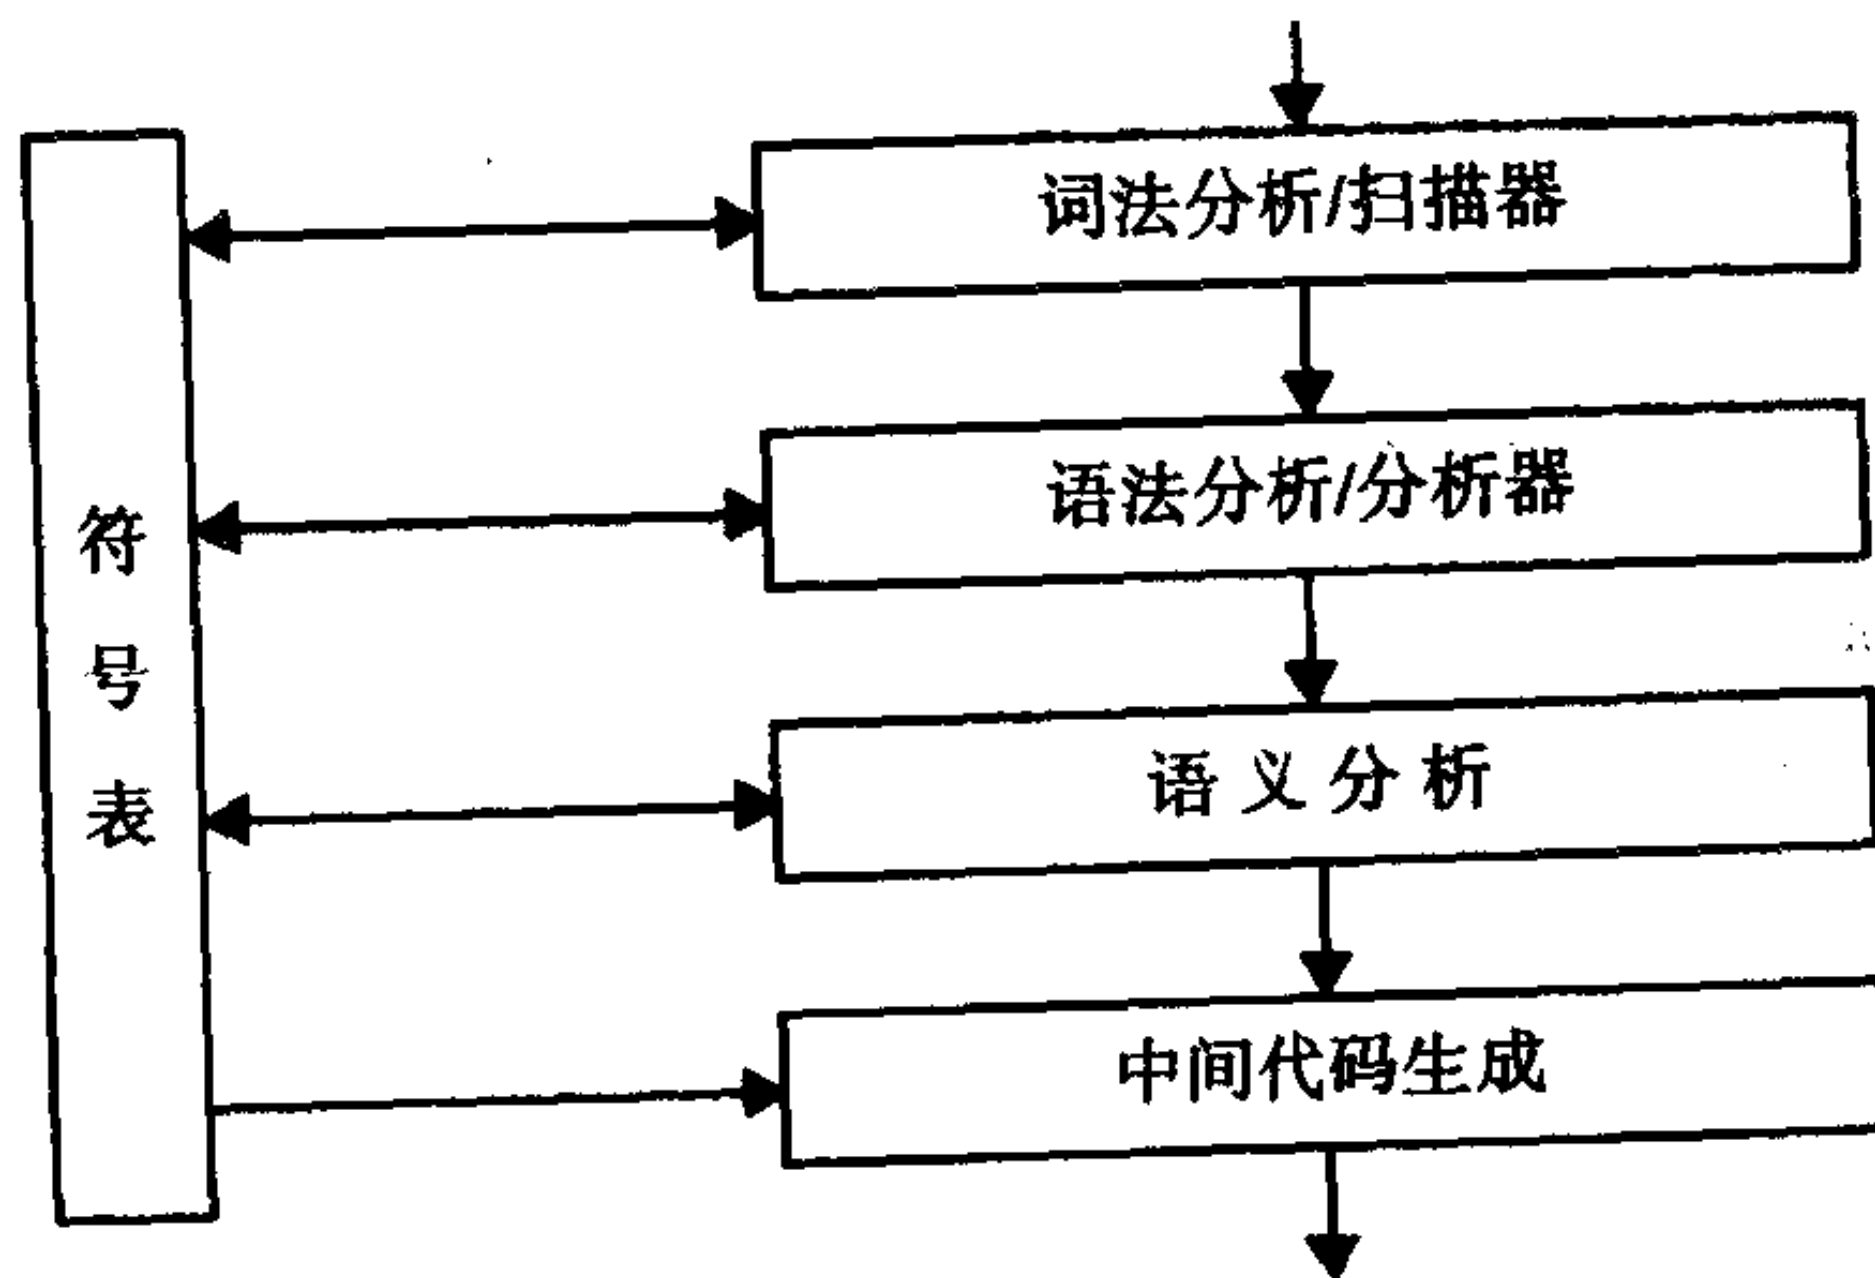 词法分析/扫描器
语法分析/分析器
符号表
语义分析
中间代码生成